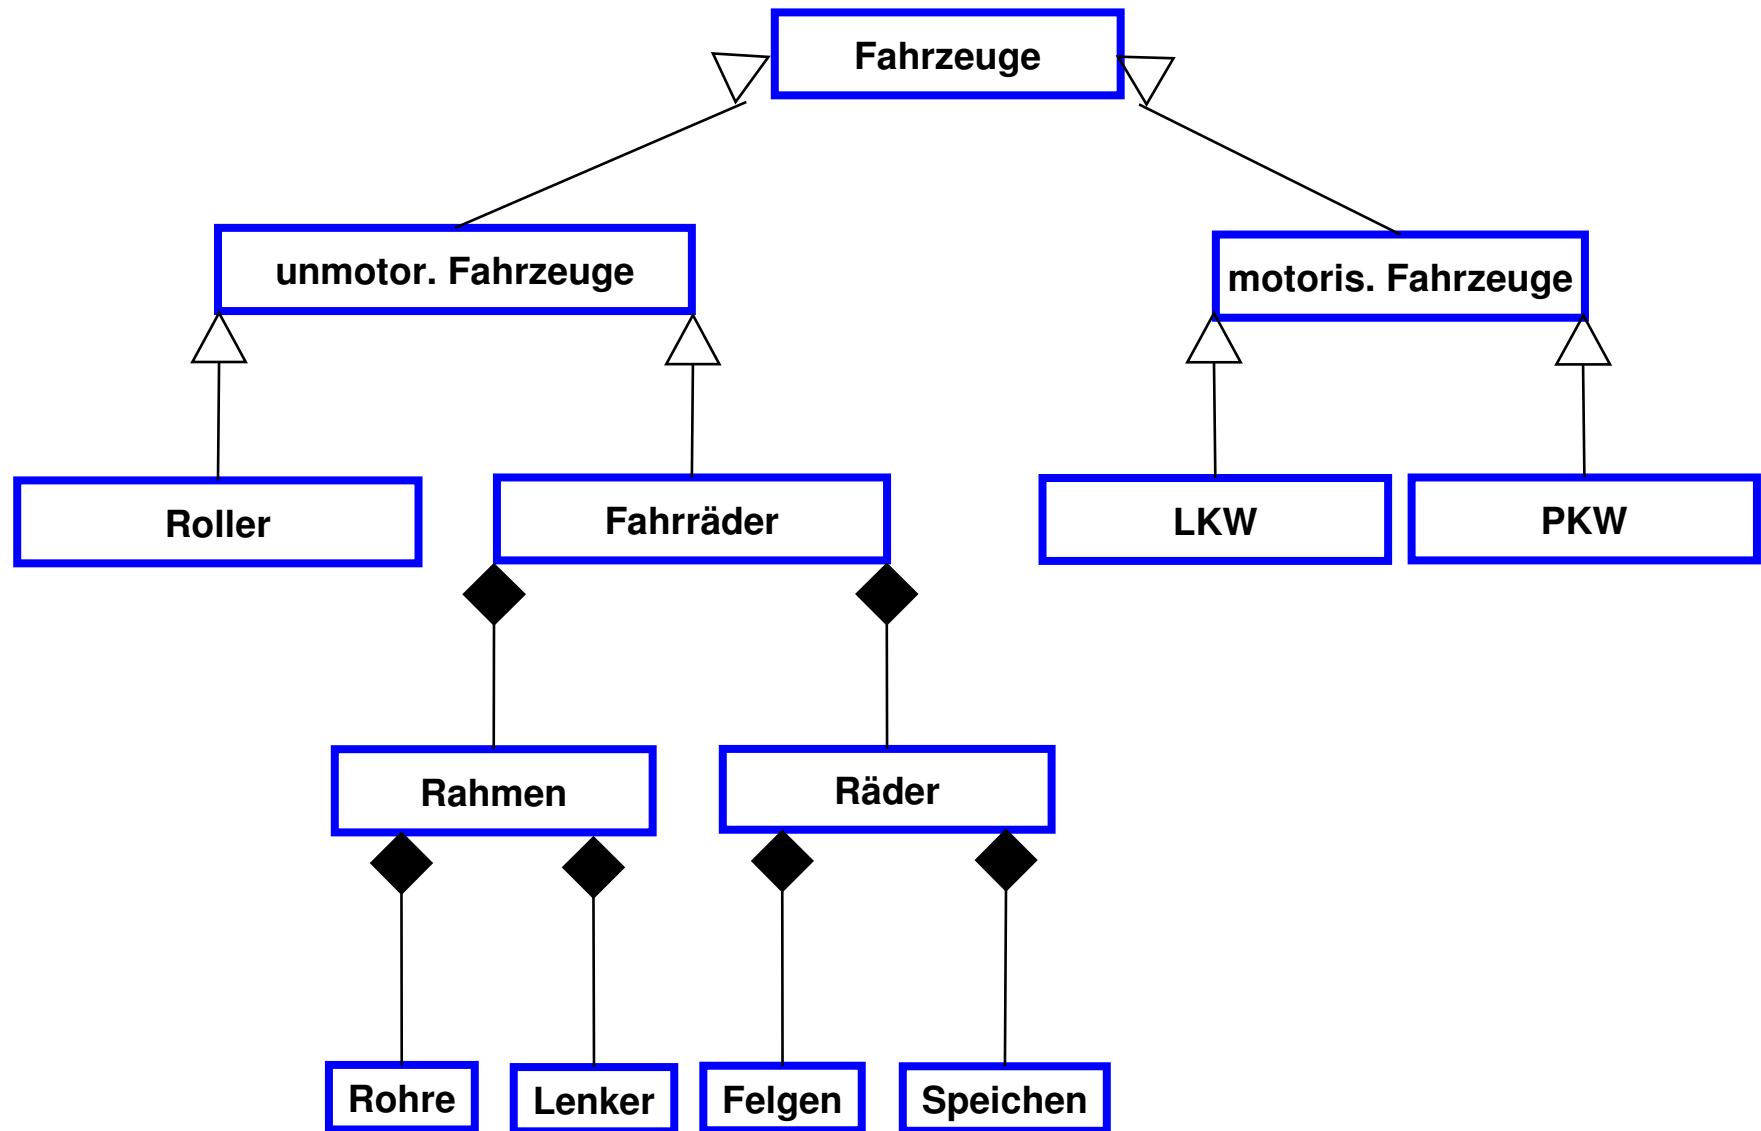 Fahrzeuge
unmotor. Fahrzeuge
motoris. Fahrzeuge
Roller
Fahrräder
LKW
PKW
Rahmen
Räder
Rohre
Lenker
Felgen
Speichen